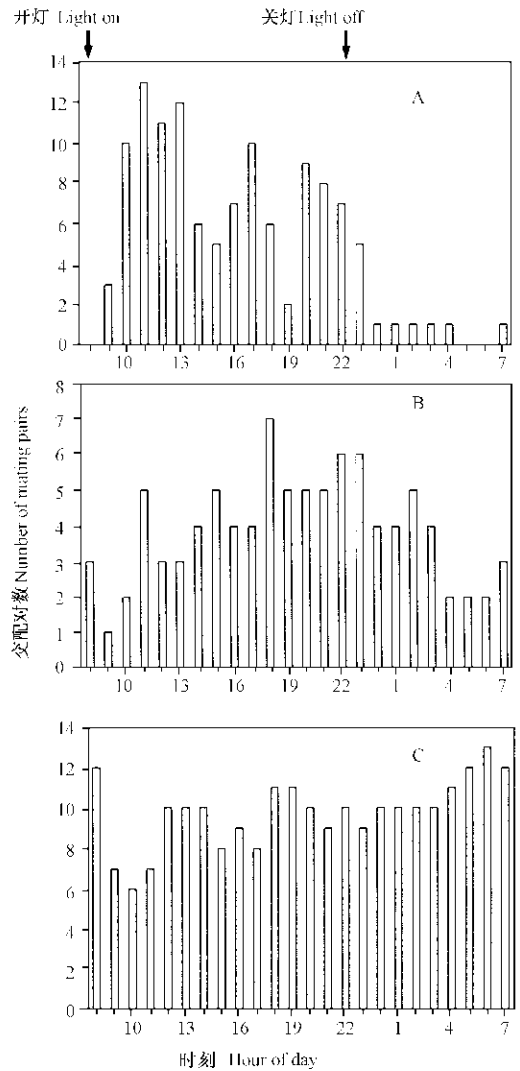 开灯 Light on 关灯 Light off
14
12
10
8
6
4
2
0
A
10 13 16 19 22 1 4 7
8
7
6
5
4
3
2
1
0
B
10 13 16 19 22 1 4 7
14
12
10
8
6
4
2
0
C
10 13 16 19 22 1 4 7
交配对数 Number of mating pairs
时刻 Hour of day